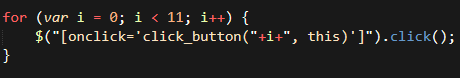 for (var i = 0; i < 11; i++) {
    $("[onclick='click_button("+i+", this)']").click();
}